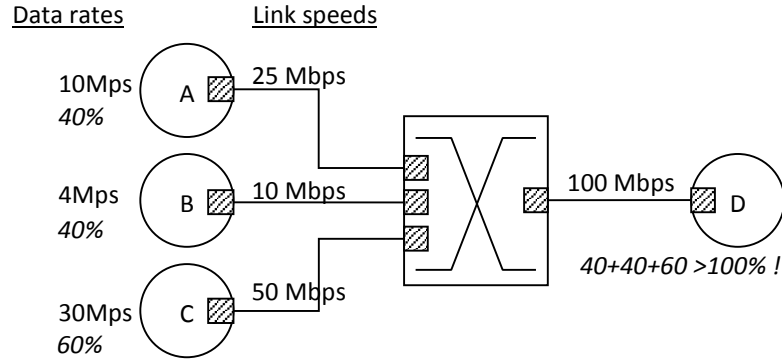 Data rates
Link speeds
10Mps
40%
A
25 Mbps
4Mps
40%
B
10 Mbps
100 Mbps
D
40+40+60 >100% !
30Mps
60%
C
50 Mbps